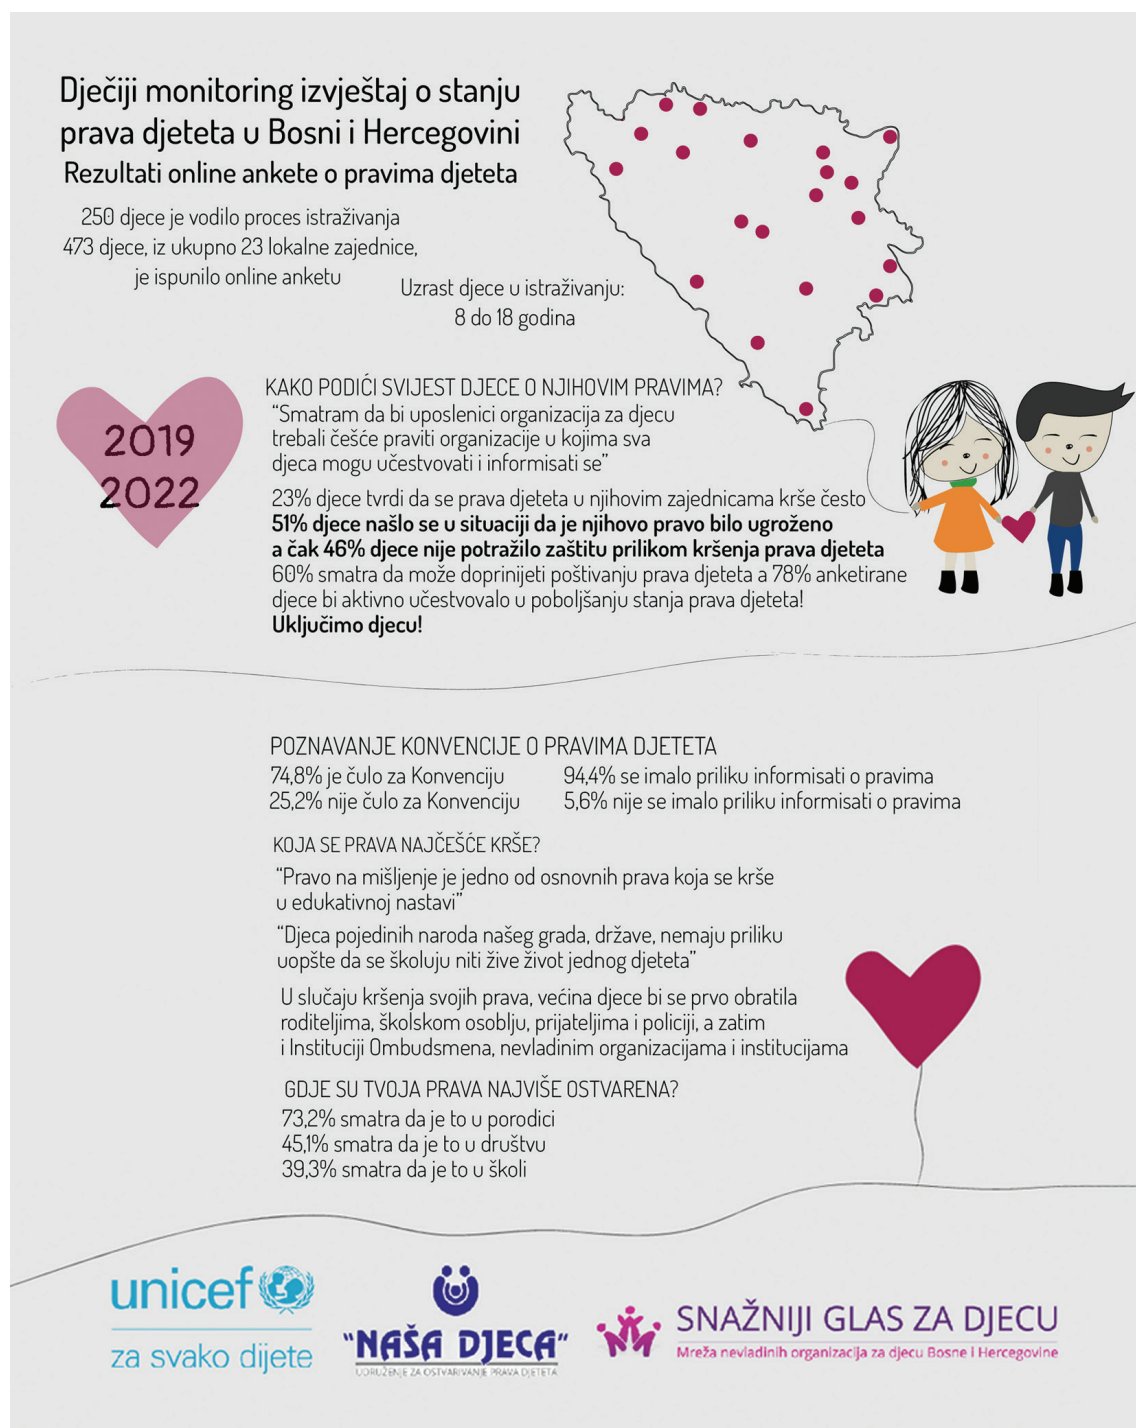 Dječiji monitoring izvještaj o stanju
prava djeteta u Bosni i Hercegovini
Rezultati online ankete o pravima djeteta
250 djece je vodilo proces istraživanja
473 djece, iz ukupno 23 lokalne zajednice,
je ispunilo online anketu
Uzrast djece u istraživanju:
8 do 18 godina
2019
2022
KAKO PODIĆI SVIJEST DJECE O NJIHOVIM PRAVIMA?
“Smatram da bi uposlenici organizacija za djecu
trebali češće praviti organizacije u kojima sva
djeca mogu učestvovati i informisati se”
23% djece tvrdi da se prava djeteta u njihovim zajednicama krše često
51% djece našlo se u situaciji da je njihovo pravo bilo ugroženo
a čak 46% djece nije potražilo zaštitu prilikom kršenja prava djeteta
60% smatra da može doprinijeti poštivanju prava djeteta a 78% anketirane
djece bi aktivno učestvovalo u poboljšanju stanja prava djeteta!
Uključimo djecu!
POZNAVANJE KONVENCIJE O PRAVIMA DJETETA
74,8% je čulo za Konvenciju 94,4% se imalo priliku informisati o pravima
25,2% nije čulo za Konvenciju 5,6% nije se imalo priliku informisati o pravima
KOJA SE PRAVA NAJČEŠĆE KRŠE?
“Pravo na mišljenje je jedno od osnovnih prava koja se krše
u edukativnoj nastavi”
“Djeca pojedinih naroda našeg grada, države, nemaju priliku
uopšte da se školuju niti žive život jednog djeteta”
U slučaju kršenja svojih prava, većina djece bi se prvo obratila
roditeljima, školskom osoblju, prijateljima i policiji, a zatim
i Instituciji Ombudsmena, nevladinim organizacijama i institucijama
GDJE SU TVOJA PRAVA NAJVIŠE OSTVARENA?
73,2% smatra da je to u porodici
45,1% smatra da je to u društvu
39,3% smatra da je to u školi
unicef
za svako dijete
"NAŠA DJECA"
UDRUŽENJE ZA OSTVARIVANJE PRAVA DJETETA
SNAŽNIJI GLAS ZA DJECU
Mreža nevladinih organizacija za djecu Bosne i Hercegovine